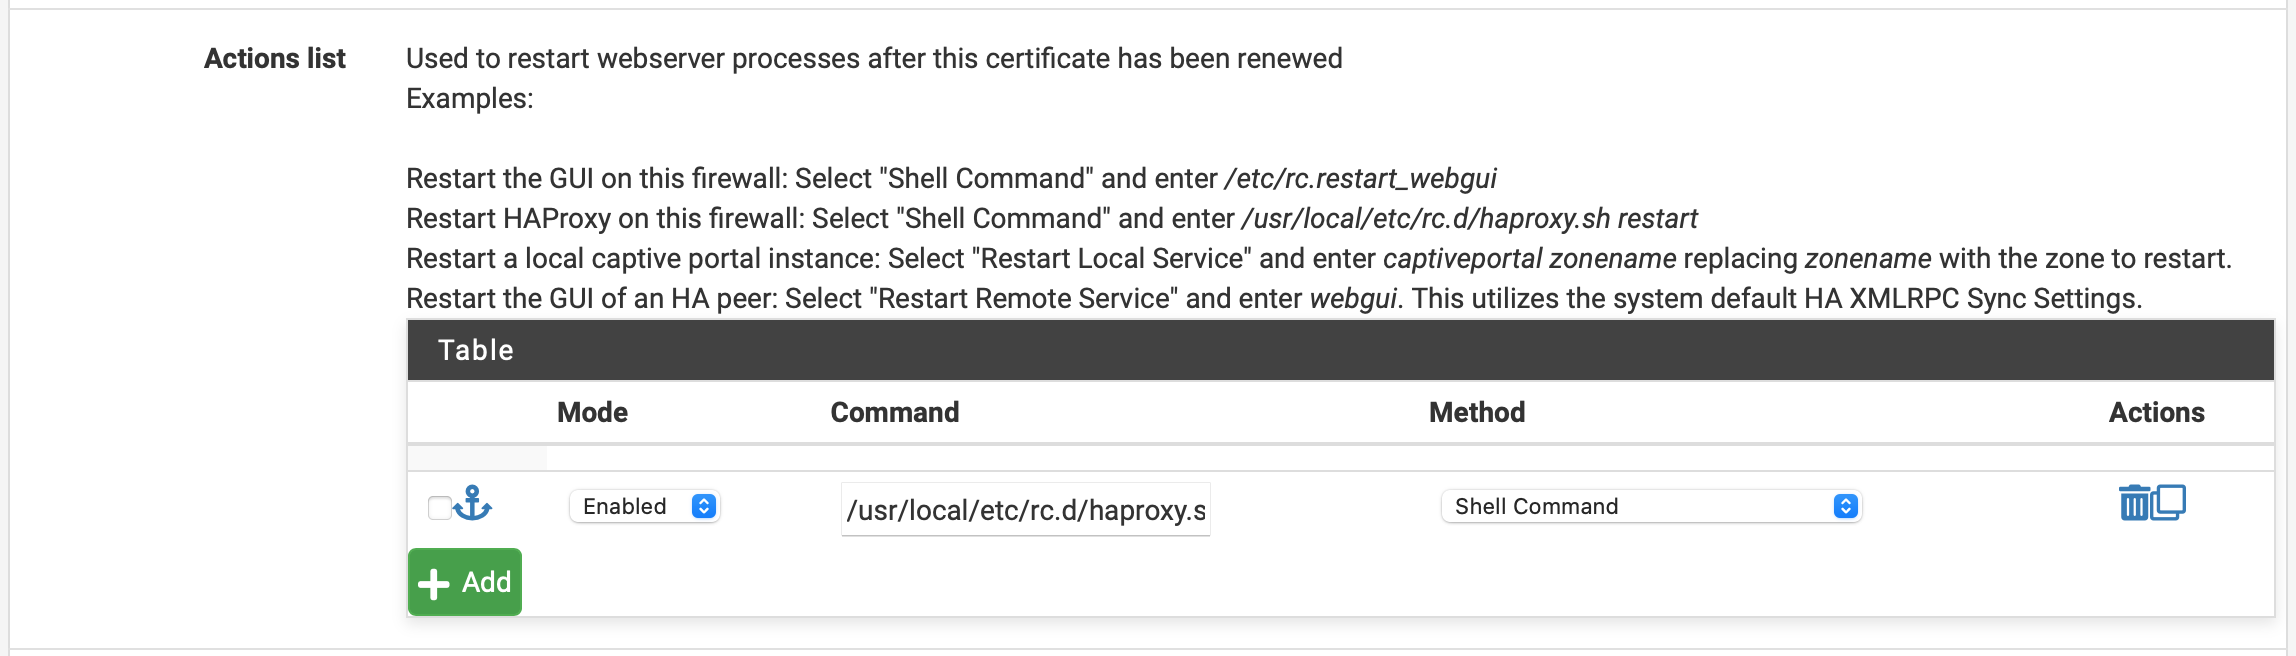 Actions list
Used to restart webserver processes after this certificate has been renewed
Examples:
Restart the GUI on this firewall: Select "Shell Command" and enter /etc/rc.restart_webgui
Restart HAProxy on this firewall: Select "Shell Command" and enter /usr/local/etc/rc.d/haproxy.sh restart
Restart a local captive portal instance: Select "Restart Local Service" and enter captiveportal zonename replacing zonename with the zone to restart.
Restart the GUI of an HA peer: Select "Restart Remote Service" and enter webgui. This utilizes the system default HA XMLRPC Sync Settings.
Table
Mode Command Method Actions
Enabled /usr/local/etc/rc.d/haproxy.s Shell Command
Add